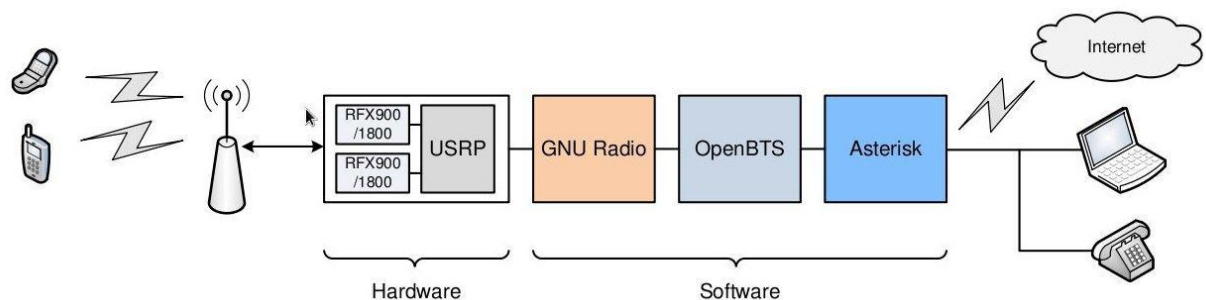 Internet
RFX900
/1800
RFX900
/1800
USRP
GNU Radio
OpenBTS
Asterisk
Hardware
Software